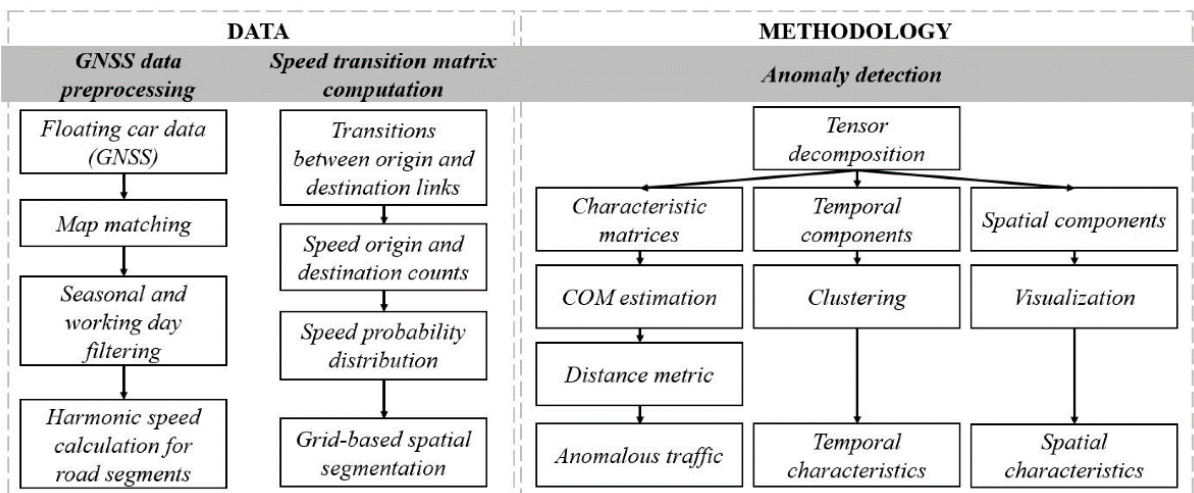 DATA
GNSS data
preprocessing
Floating car data
(GNSS)
Map matching
Seasonal and
working day
filtering
Harmonic speed
calculation for
road segments
Speed transition matrix
computation
Transitions
between origin and
destination links
Speed origin and
destination counts
Speed probability
distribution
Grid-based spatial
segmentation
METHODOLOGY
Anomaly detection
Tensor
decomposition
Characteristic
matrices
COM estimation
Distance metric
Anomalous traffic
Temporal
components
Clustering
Temporal
characteristics
Spatial components
Visualization
Spatial
characteristics